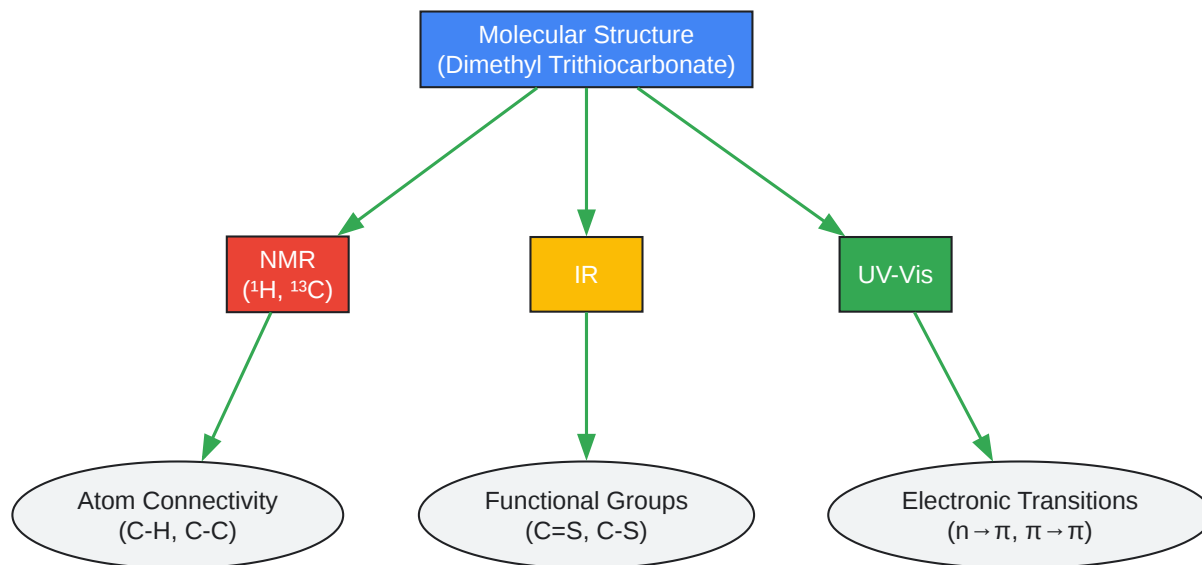 Molecular Structure
(Dimethyl Trithiocarbonate)
NMR
(¹H, ¹³C)
IR
UV-Vis
Atom Connectivity
(C-H, C-C)
Functional Groups
(C=S, C-S)
Electronic Transitions
(n→π, π→π)